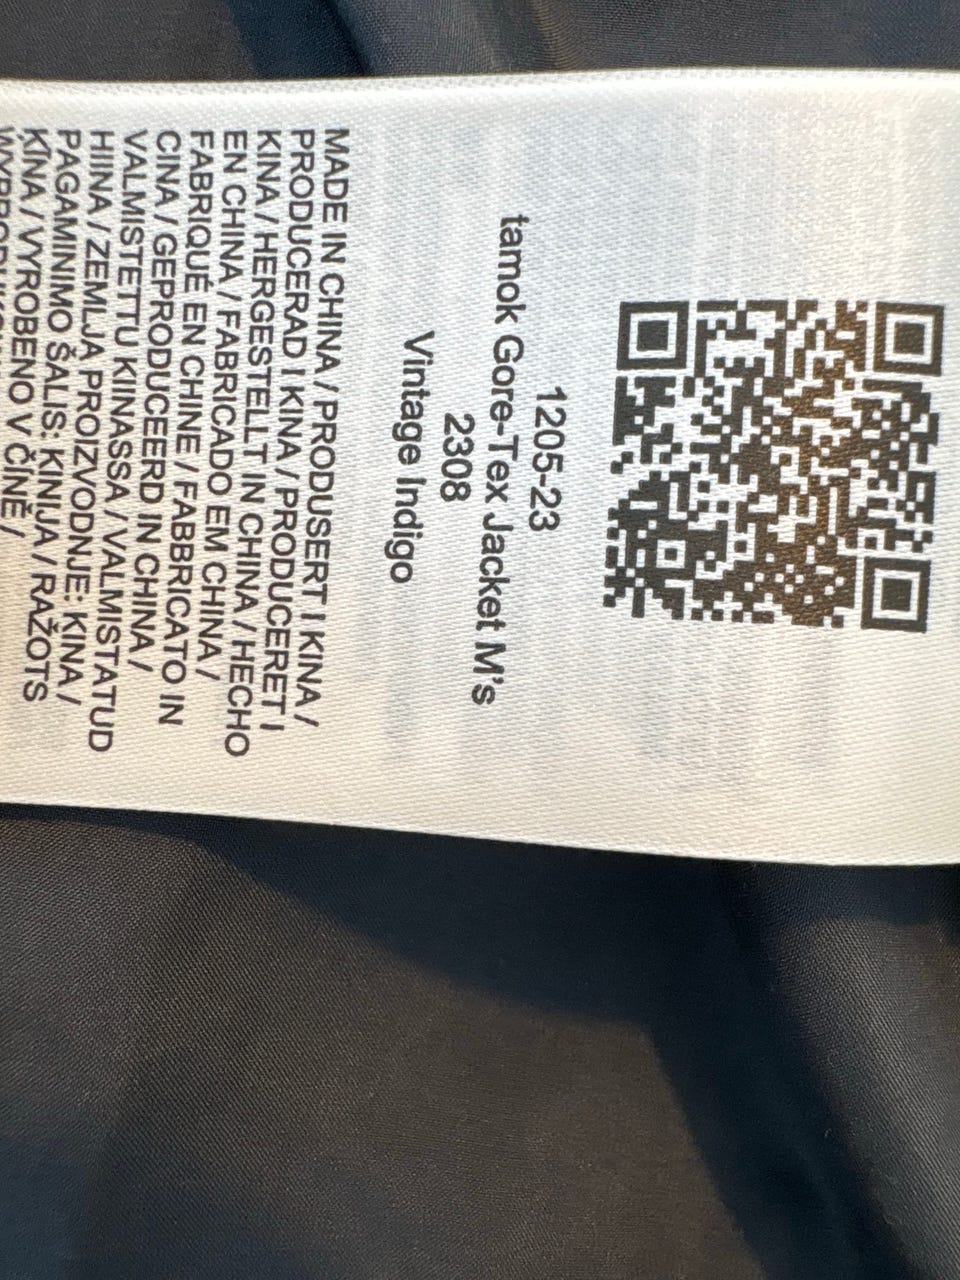 1205-23
tamok Gore-Tex Jacket M's
2308
Vintage Indigo
MADE IN CHINA / PRODUSERT I KINA /
PRODUCERAD I KINA / PRODUCERET I
KINA / HERGESTELLT IN CHINA / HECHO
EN CHINA / FABRICADO EM CHINA /
FABRIQUÉ EN CHINE / FABBRICATO IN
CINA / GEPRODUCEERD IN CHINA /
VALMISTETTU KIINASSA / VALMISTATUD
HINA / ZEMLJA PROIZVODNJE: KINA /
PAGAMINIMO ŠALIS: KINIJA / RAŽOTS
ĶĪNA / VYROBENO V ČÍNĚ /